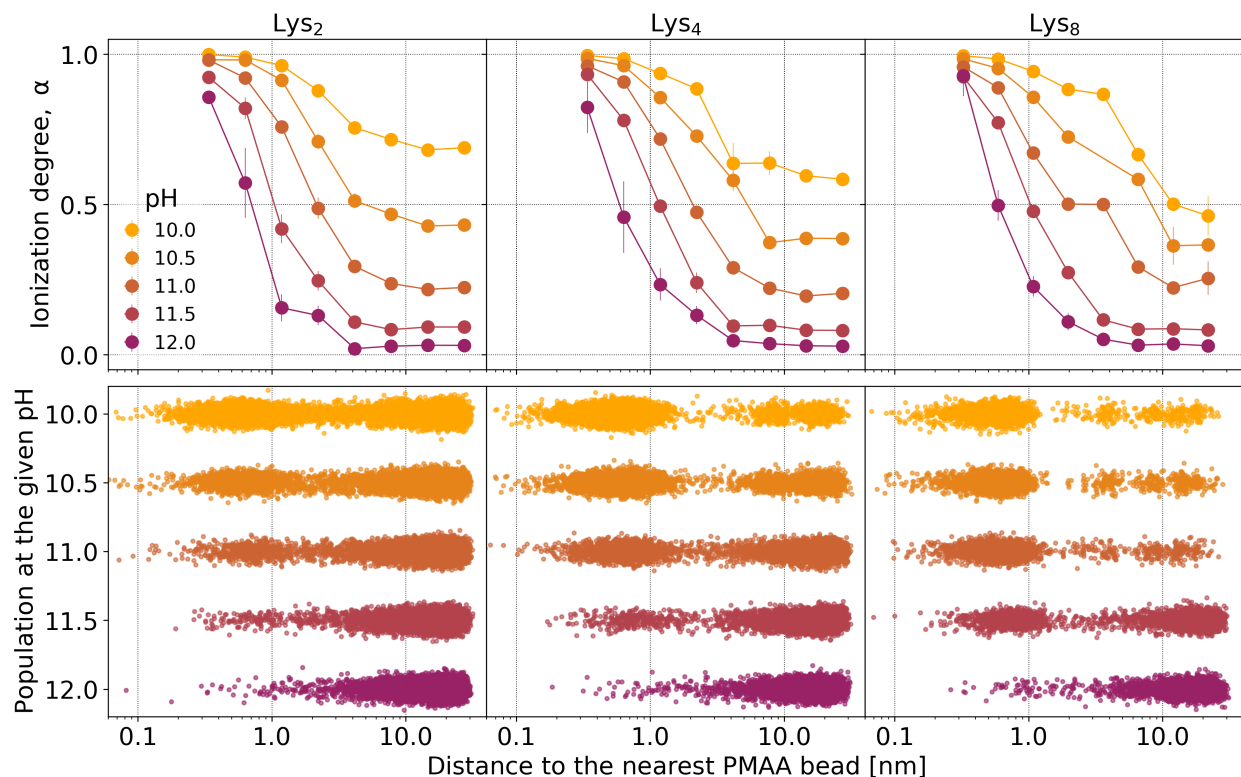 Lys₂ Lys₄ Lys₈
Ionization degree, α
1.0
0.5
0.0
pH
10.0
10.5
11.0
11.5
12.0
Population at the given pH
10.0
10.5
11.0
11.5
12.0
0.1 1.0 10.0 0.1 1.0 10.0 0.1 1.0 10.0
Distance to the nearest PMAA bead [nm]